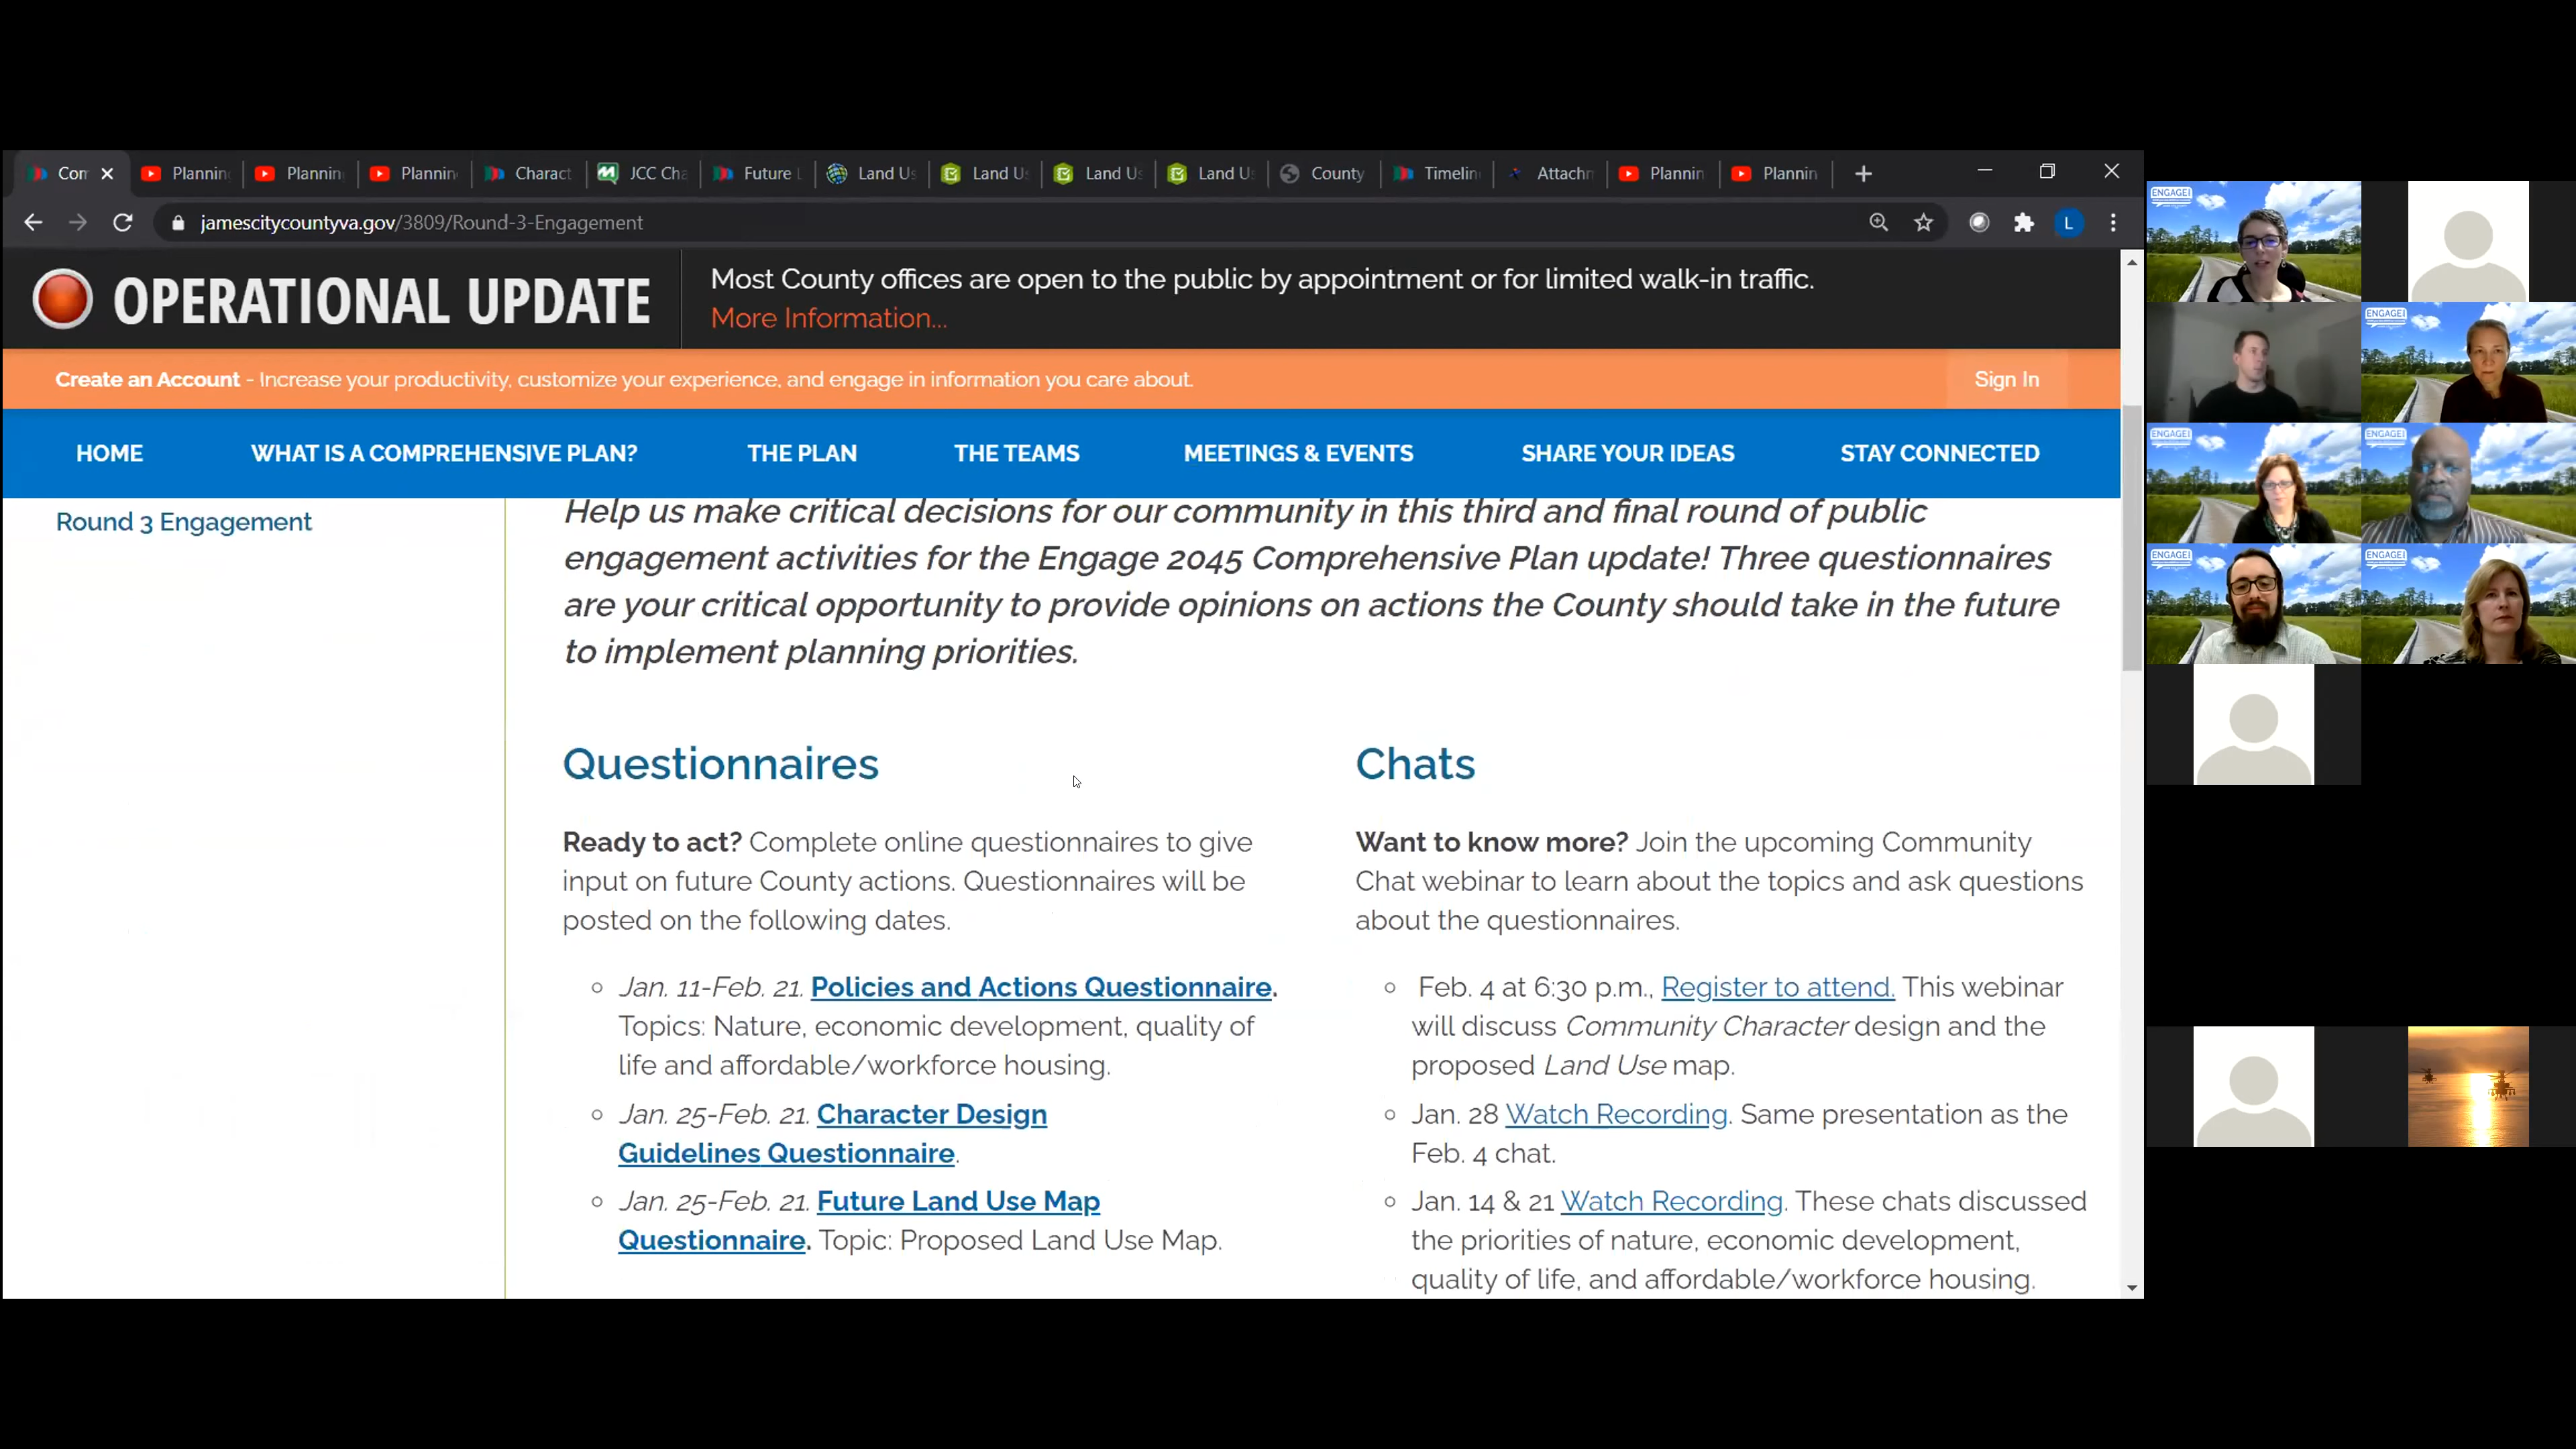 Com
Plannin
Plannin
Plannin
Charact
JCC Cha
Future L
Land Us
Land Us
Land Us
Land Us
County
Timelin
Attachm
Plannin
Plannin
jamescitycountyva.gov/3809/Round-3-Engagement
L
OPERATIONAL UPDATE
Most County offices are open to the public by appointment or for limited walk-in traffic.
More Information...
Create an Account - Increase your productivity, customize your experience, and engage in information you care about.
Sign In
HOME
WHAT IS A COMPREHENSIVE PLAN?
THE PLAN
THE TEAMS
MEETINGS & EVENTS
SHARE YOUR IDEAS
STAY CONNECTED
Round 3 Engagement
Help us make critical decisions for our community in this third and final round of public
engagement activities for the Engage 2045 Comprehensive Plan update! Three questionnaires
are your critical opportunity to provide opinions on actions the County should take in the future
to implement planning priorities.
Questionnaires
Ready to act? Complete online questionnaires to give
input on future County actions. Questionnaires will be
posted on the following dates.
Jan. 11-Feb. 21. Policies and Actions Questionnaire.
Topics: Nature, economic development, quality of
life and affordable/workforce housing.
Jan. 25-Feb. 21. Character Design
Guidelines Questionnaire.
Jan. 25-Feb. 21. Future Land Use Map
Questionnaire. Topic: Proposed Land Use Map.
Chats
Want to know more? Join the upcoming Community
Chat webinar to learn about the topics and ask questions
about the questionnaires.
Feb. 4 at 6:30 p.m., Register to attend. This webinar
will discuss Community Character design and the
proposed Land Use map.
Jan. 28 Watch Recording. Same presentation as the
Feb. 4 chat.
Jan. 14 & 21 Watch Recording. These chats discussed
the priorities of nature, economic development,
quality of life, and affordable/workforce housing.
ENGAGE!
ENGAGE!
ENGAGE!
ENGAGE!
ENGAGE!
ENGAGE!